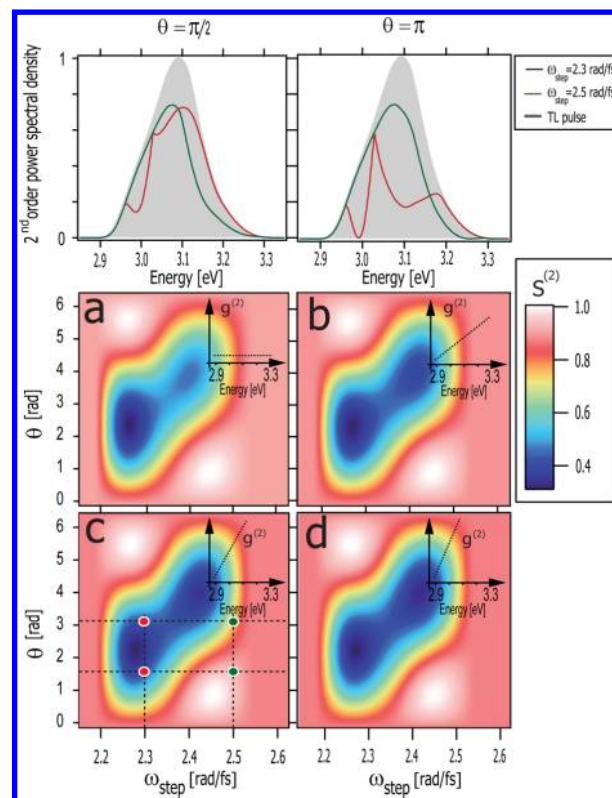 θ = π/2
θ = π
2nd order power spectral density
1
0
2.9 3.0 3.1 3.2 3.3
Energy [eV]
2.9 3.0 3.1 3.2 3.3
Energy [eV]
ωstep=2.3 rad/fs
ωstep=2.5 rad/fs
TL pulse
a
g(2)
2.9 3.3
Energy [eV]
b
g(2)
2.9 3.3
Energy [eV]
θ [rad]
6
5
4
3
2
1
0
S(2)
1.0
0.8
0.6
0.4
c
g(2)
2.9 3.3
Energy [eV]
d
g(2)
2.9 3.3
Energy [eV]
θ [rad]
6
5
4
3
2
1
0
2.2 2.3 2.4 2.5 2.6
ωstep [rad/fs]
2.2 2.3 2.4 2.5 2.6
ωstep [rad/fs]